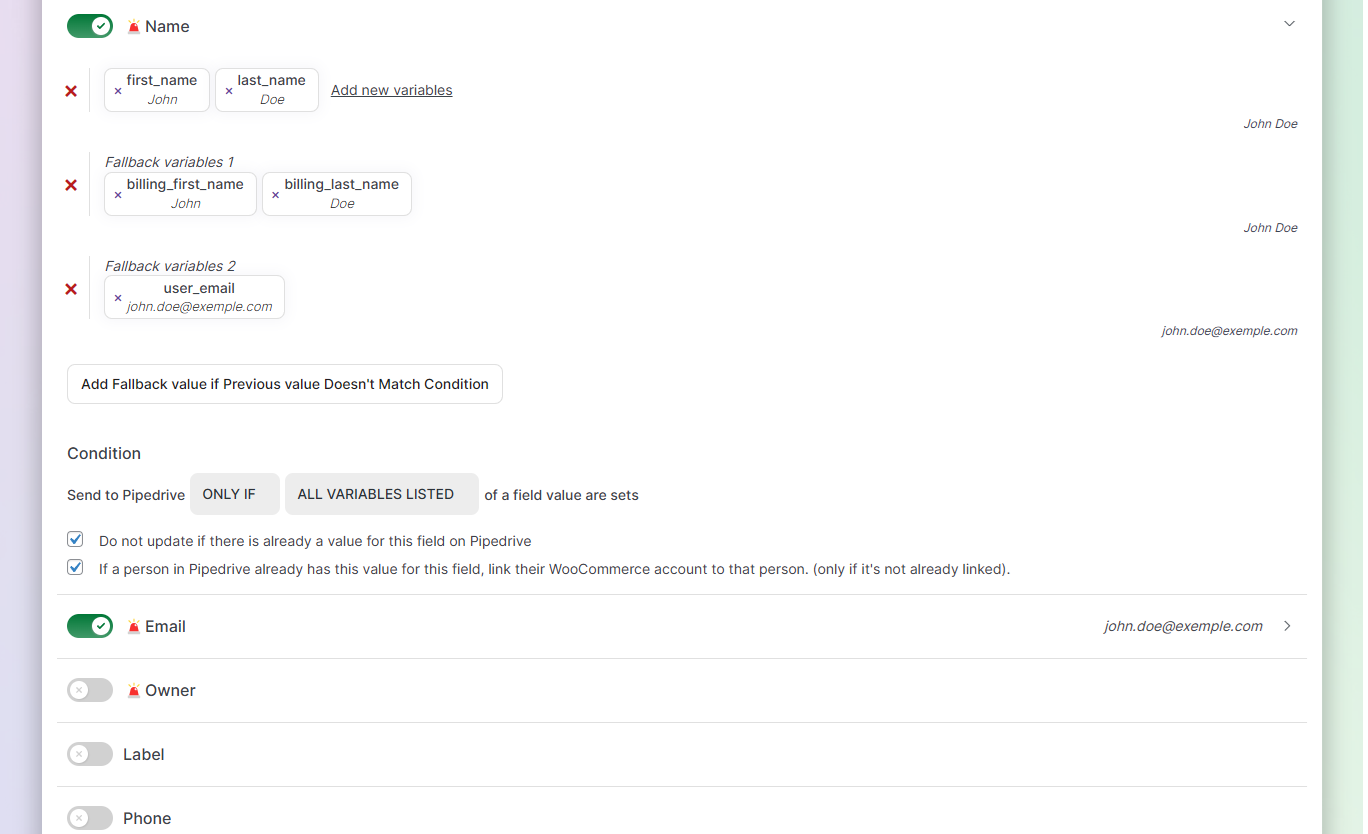 Name
first_name last_name Add new variables
John Doe
John Doe
Fallback variables 1
billing_first_name billing_last_name
John Doe
John Doe
Fallback variables 2
user_email
john.doe@exemple.com
john.doe@exemple.com
Add Fallback value if Previous value Doesn't Match Condition
Condition
Send to Pipedrive ONLY IF ALL VARIABLES LISTED of a field value are sets
Do not update if there is already a value for this field on Pipedrive
If a person in Pipedrive already has this value for this field, link their WooCommerce account to that person. (only if it's not already linked).
Email john.doe@exemple.com
Owner
Label
Phone